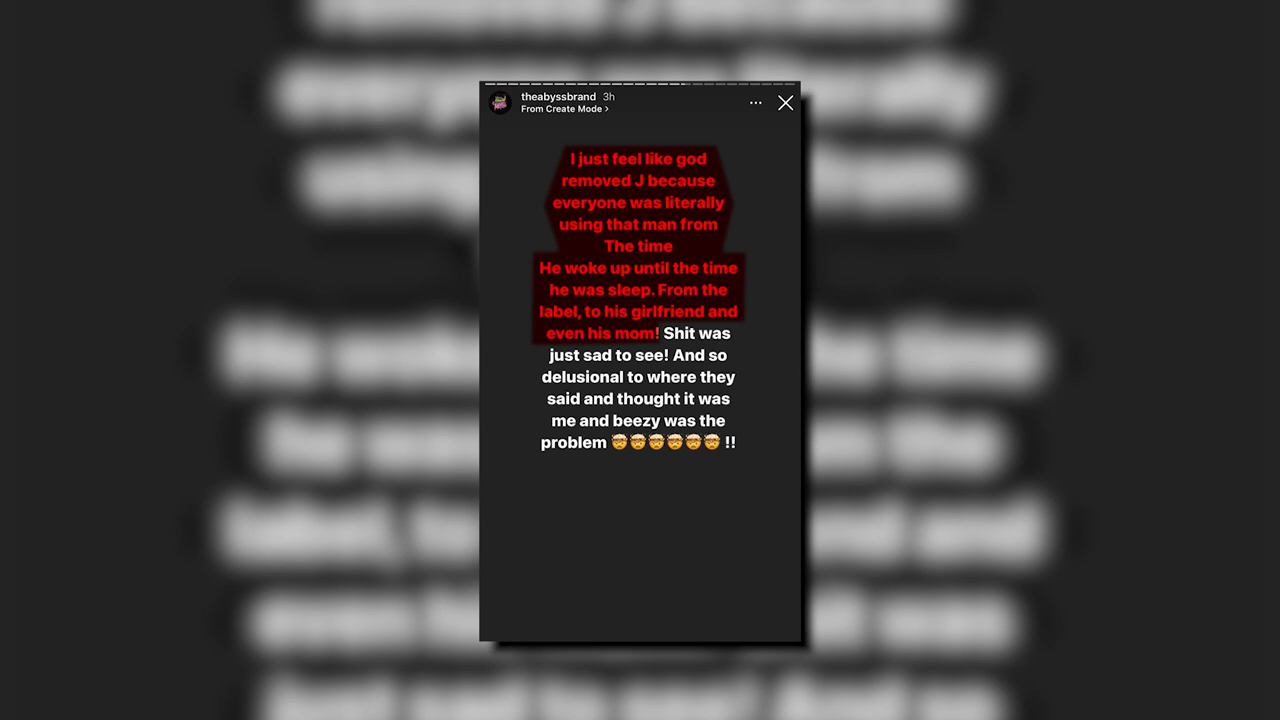 theabyssbrand 3h
From Create Mode >
I just feel like god
removed J because
everyone was literally
using that man from
The time
He woke up until the time
he was sleep. From the
label, to his girlfriend and
even his mom! Shit was
just sad to see! And so
delusional to where they
said and thought it was
me and beezy was the
problem 🤯🤯🤯🤯🤯🤯 !!